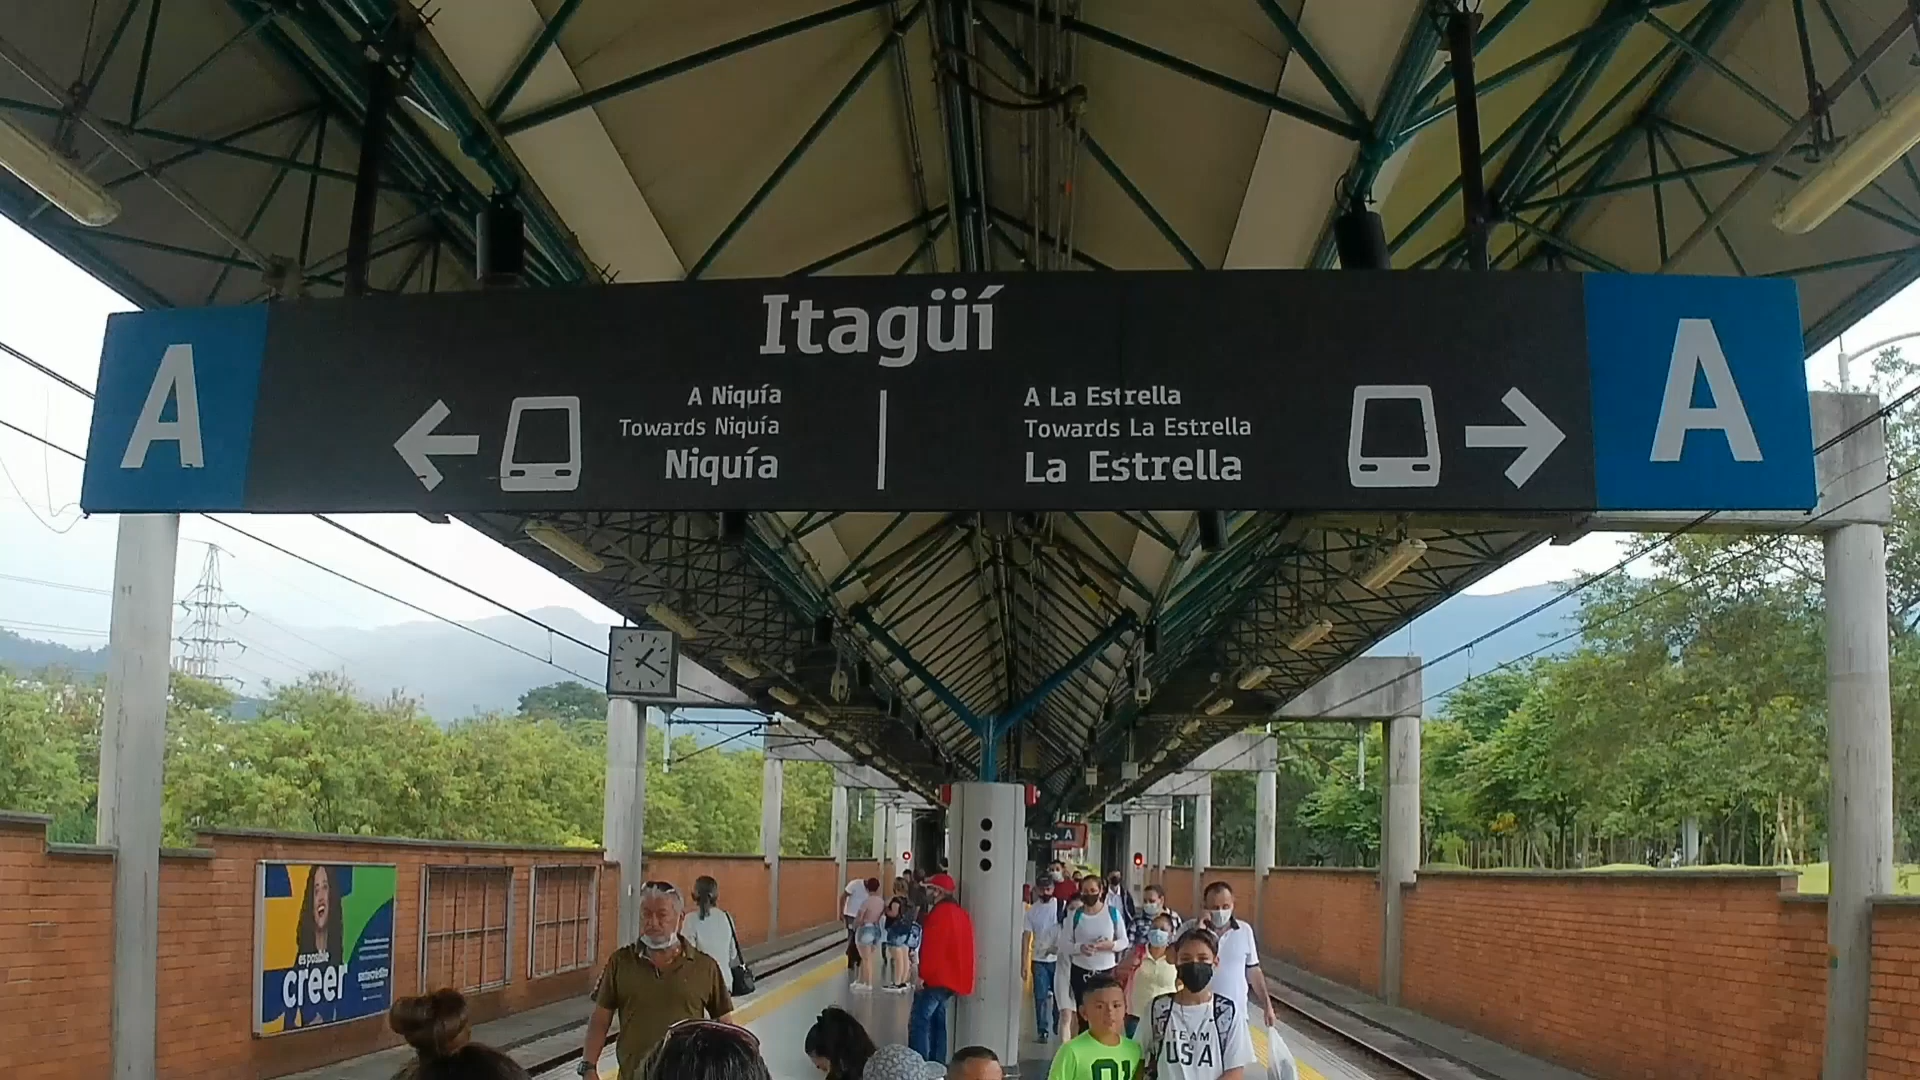 A
Itagüí
A Niquía
Towards Niquía
Niquía
A La Estrella
Towards La Estrella
La Estrella
A
A
es posible
creer
TEAM
USA